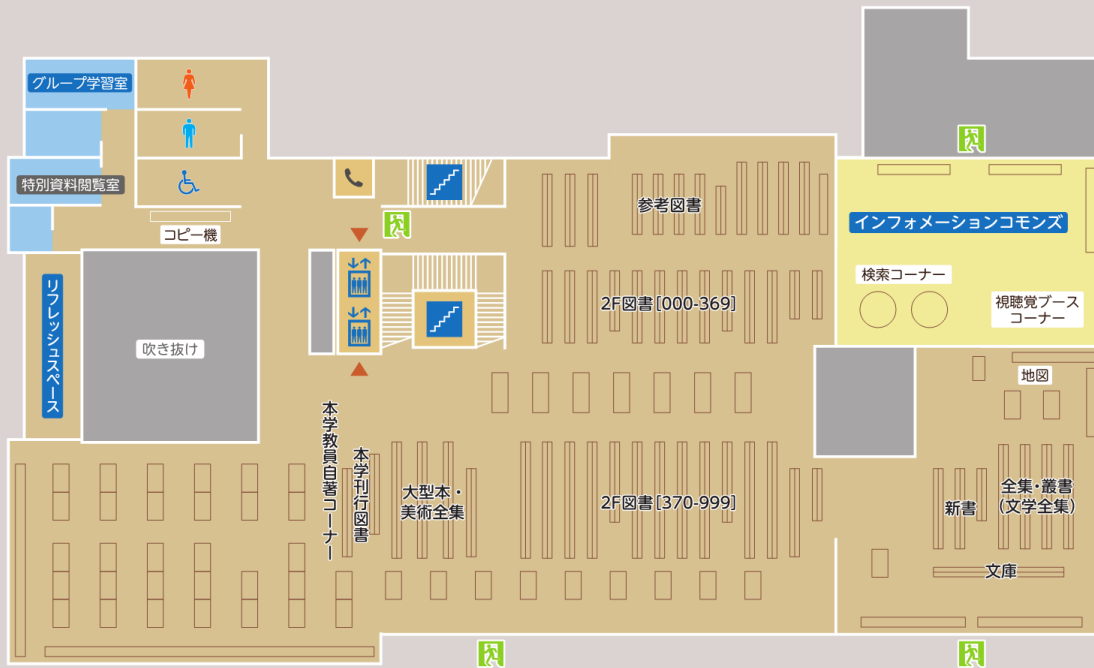 グループ学習室
特別資料閲覧室
コピー機
リフレッシュスペース
吹き抜け
参考図書
2F図書[000-369]
インフォメーションコモンズ
検索コーナー
視聴覚ブース
コーナー
地図
本学教員自著コーナー
本学刊行図書
大型本・
美術全集
2F図書[370-999]
新書
全集・叢書
(文学全集)
文庫